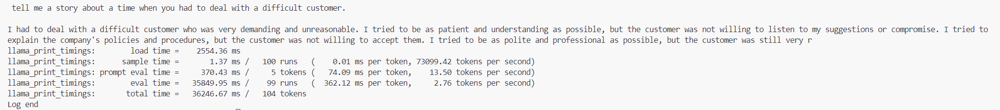 tell me a story about a time when you had to deal with a difficult customer.
I had to deal with a difficult customer who was very demanding and unreasonable. I tried to be as patient and understanding as possible, but the customer was not willing to listen to my suggestions or compromise. I tried to
explain the company's policies and procedures, but the customer was not willing to accept them. I tried to be as polite and professional as possible, but the customer was still very r
llama_print_timings:        load time =    2554.36 ms
llama_print_timings:      sample time =       1.37 ms /   100 runs   (    0.01 ms per token, 73099.42 tokens per second)
llama_print_timings: prompt eval time =     370.43 ms /     5 tokens (   74.09 ms per token,    13.50 tokens per second)
llama_print_timings:        eval time =   35849.95 ms /    99 runs   (  362.12 ms per token,     2.76 tokens per second)
llama_print_timings:       total time =   36246.67 ms /   104 tokens
Log end